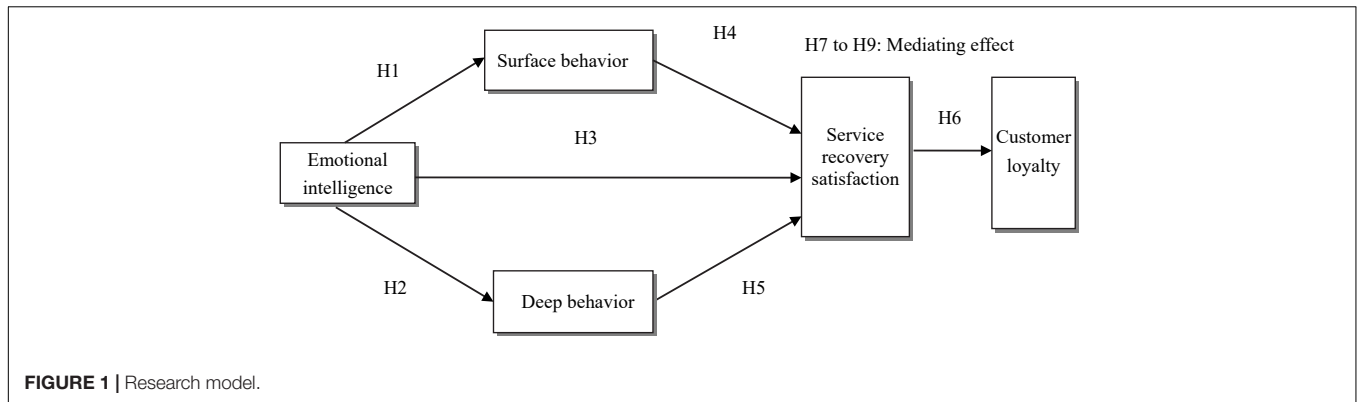 H4
H7 to H9: Mediating effect
Surface behavior
H1
H3
H6
Service
recovery
satisfaction
Customer
loyalty
Emotional
intelligence
H2
H5
Deep behavior
FIGURE 1 | Research model.